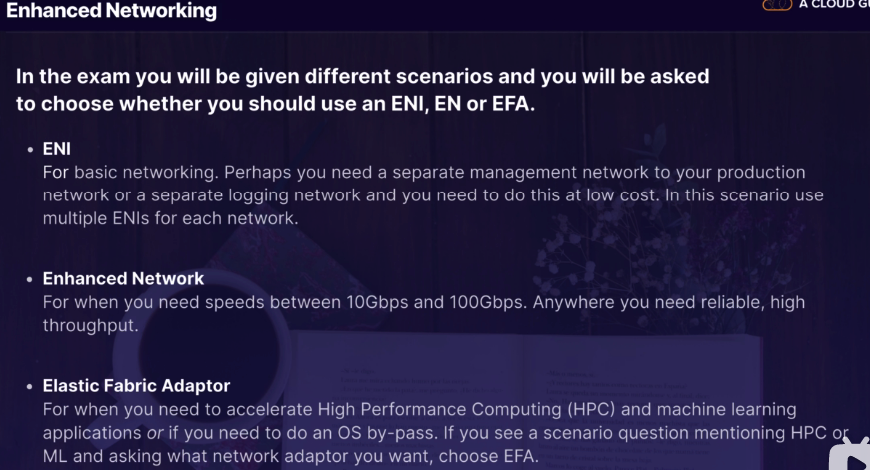 Enhanced Networking
A CLOUD
In the exam you will be given different scenarios and you will be asked
to choose whether you should use an ENI, EN or EFA.
• ENI
For basic networking. Perhaps you need a separate management network to your production
network or a separate logging network and you need to do this at low cost. In this scenario use
multiple ENIs for each network.
• Enhanced Network
For when you need speeds between 10Gbps and 100Gbps. Anywhere you need reliable, high
throughput.
• Elastic Fabric Adaptor
For when you need to accelerate High Performance Computing (HPC) and machine learning
applications or if you need to do an OS by-pass. If you see a scenario question mentioning HPC or
ML and asking what network adaptor you want, choose EFA.